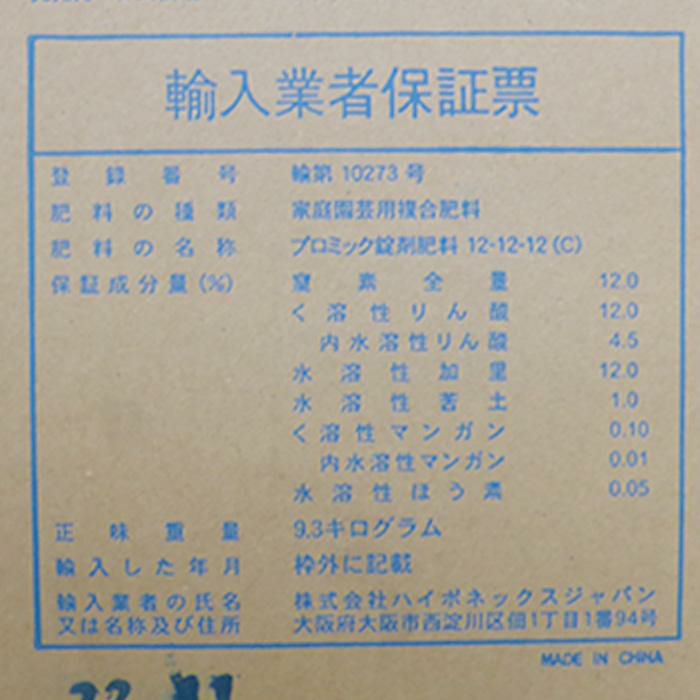 輸入業者保証票
登録番号 輸第 10273 号
肥料の種類 家庭園芸用複合肥料
肥料の名称 プロミック錠剤肥料 12-12-12 (C)
保証成分量(%) 窒素全量 12.0
く溶性りん酸 12.0
内水溶性りん酸 4.5
水溶性加里 12.0
水溶性苦土 1.0
く溶性マンガン 0.10
内水溶性マンガン 0.01
水溶性ほう素 0.05
正味重量 9.3キログラム
輸入した年月 枠外に記載
輸入業者の氏名 株式会社ハイポネックスジャパン
又は名称及び住所 大阪府大阪市西淀川区佃1丁目1番94号
MADE IN CHINA